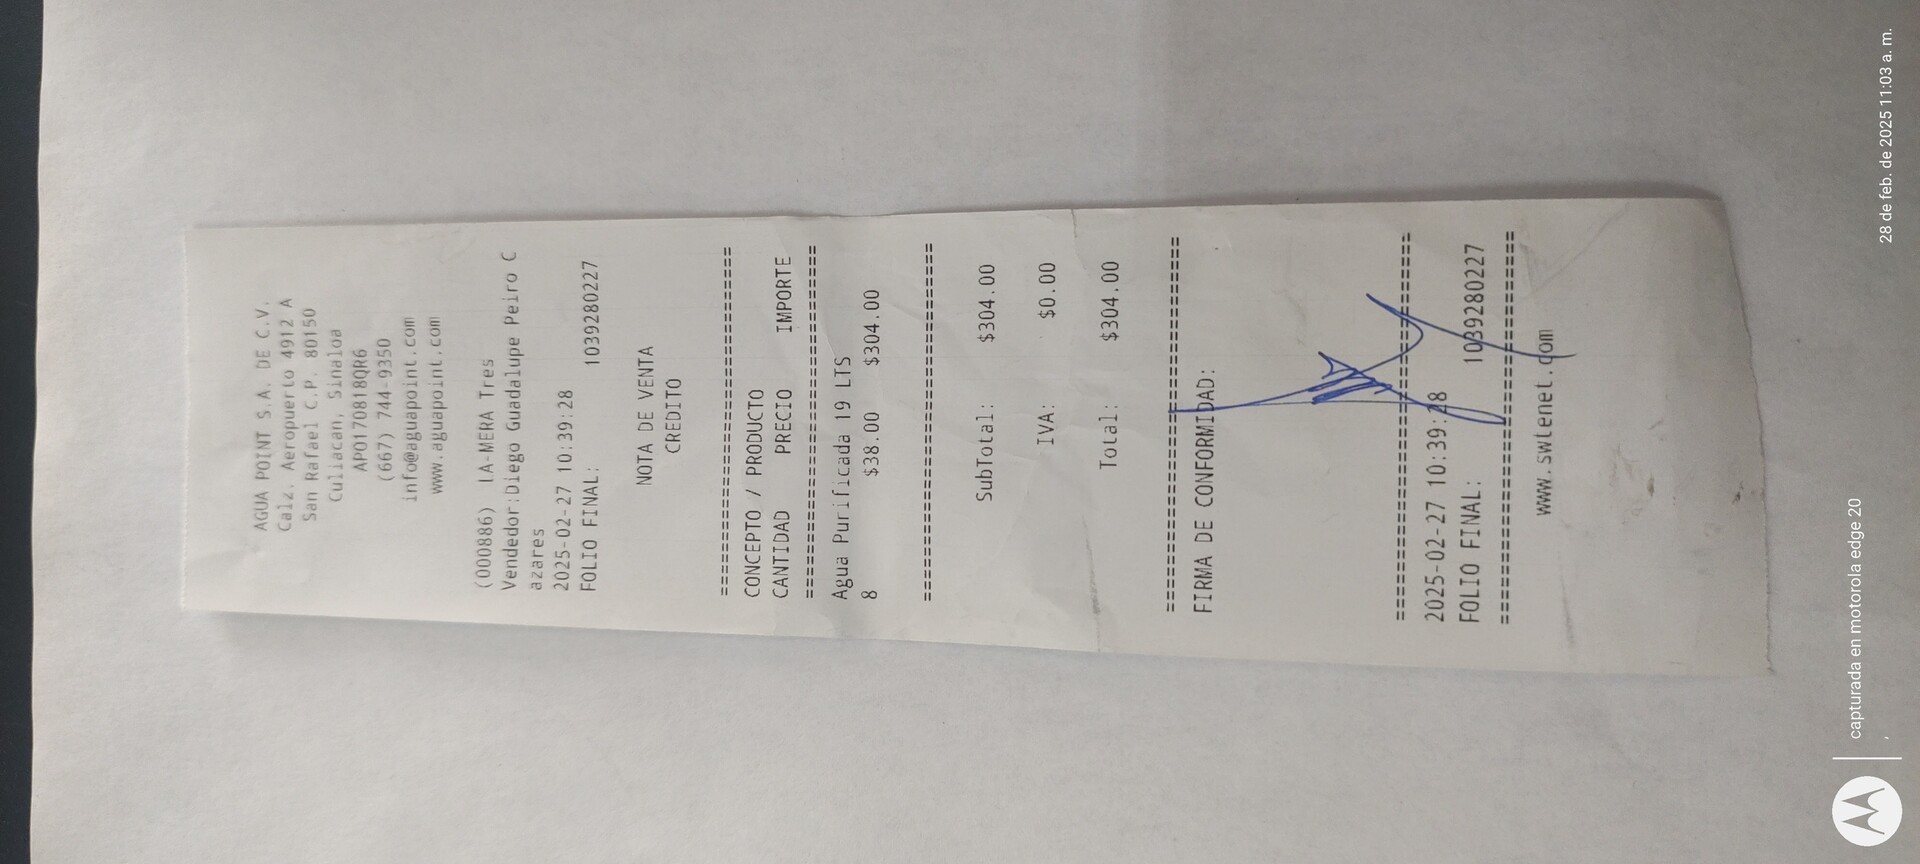 AGUA POINT S.A. DE C.V.
Calz. Aeropuerto 4912 A
San Rafael C.P. 80150
Culiacan, Sinaloa
APO170818QR6
(667) 744-9350
info@aguapoint.com
www.aguapoint.com
(000886) LA-MERA Tres
Vendedor:Diego Guadalupe Peiro C
azares
2025-02-27 10:39:28
FOLIO FINAL: 1039280227
NOTA DE VENTA
CREDITO
================================
CONCEPTO / PRODUCTO
CANTIDAD PRECIO IMPORTE
================================
Agua Purificada 19 LTS
8 $38.00 $304.00
================================
SubTotal: $304.00
IVA: $0.00
Total: $304.00
================================
FIRMA DE CONFORMIDAD:
================================
2025-02-27 10:39:28
FOLIO FINAL: 1039280227
================================
www.swtenet.com
capturada en motorola edge 20
28 de feb. de 2025 11:03 a. m.